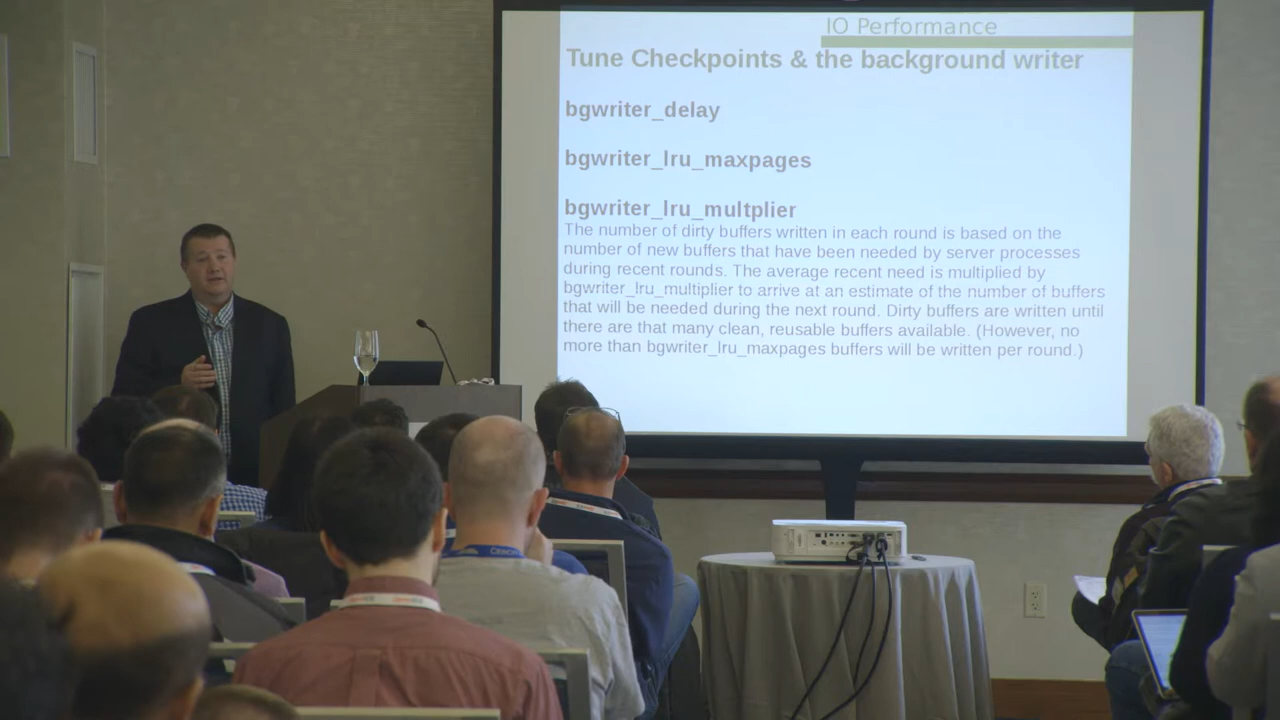 IO Performance
Tune Checkpoints & the background writer
bgwriter_delay
bgwriter_lru_maxpages
bgwriter_lru_multplier
The number of dirty buffers written in each round is based on the
number of new buffers that have been needed by server processes
during recent rounds. The average recent need is multiplied by
bgwriter_lru_multiplier to arrive at an estimate of the number of buffers
that will be needed during the next round. Dirty buffers are written until
there are that many clean, reusable buffers available. (However, no
more than bgwriter_lru_maxpages buffers will be written per round.)